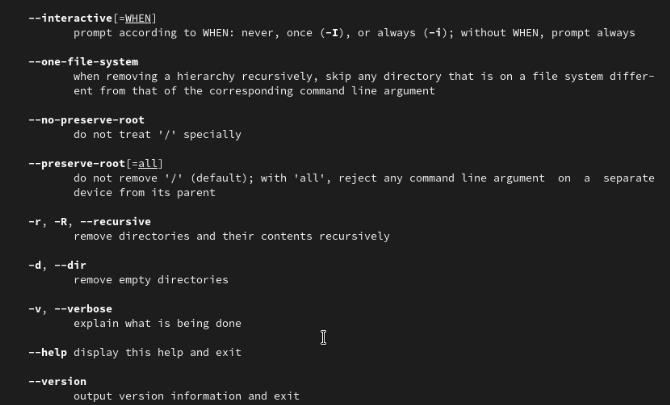 --interactive[=WHEN]
prompt according to WHEN: never, once (-I), or always (-i); without WHEN, prompt always
--one-file-system
when removing a hierarchy recursively, skip any directory that is on a file system differ-
ent from that of the corresponding command line argument
--no-preserve-root
do not treat '/' specially
--preserve-root[=all]
do not remove '/' (default); with 'all', reject any command line argument on a separate
device from its parent
-r, -R, --recursive
remove directories and their contents recursively
-d, --dir
remove empty directories
-v, --verbose
explain what is being done
--help display this help and exit
--version
output version information and exit